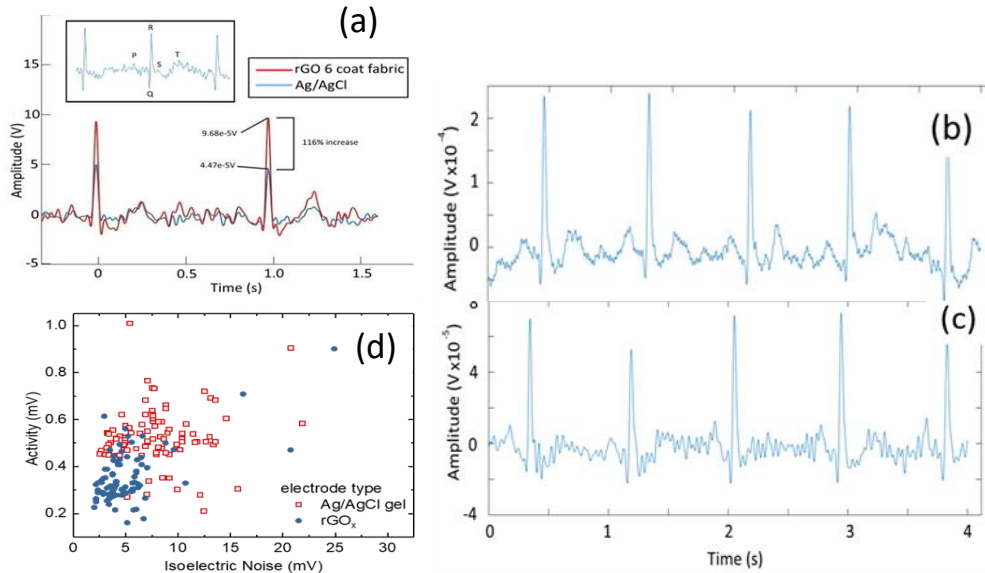 (a)
R
P
S
T
Q
15
10
5
0
-5
Amplitude (V)
rGO 6 coat fabric
Ag/AgCl
9.68e-5V
4.47e-5V
116% increase
0
0.5
1.0
1.5
Time (s)
(b)
2
1
0
Amplitude (V x10⁻⁴)
(c)
8
4
0
-4
Amplitude (V x10⁻⁵)
0
1
2
3
4
Time (s)
(d)
1.0
0.8
0.6
0.4
0.2
Activity (mV)
electrode type
Ag/AgCl gel
rGOₓ
0
5
10
15
20
25
30
Isoelectric Noise (mV)